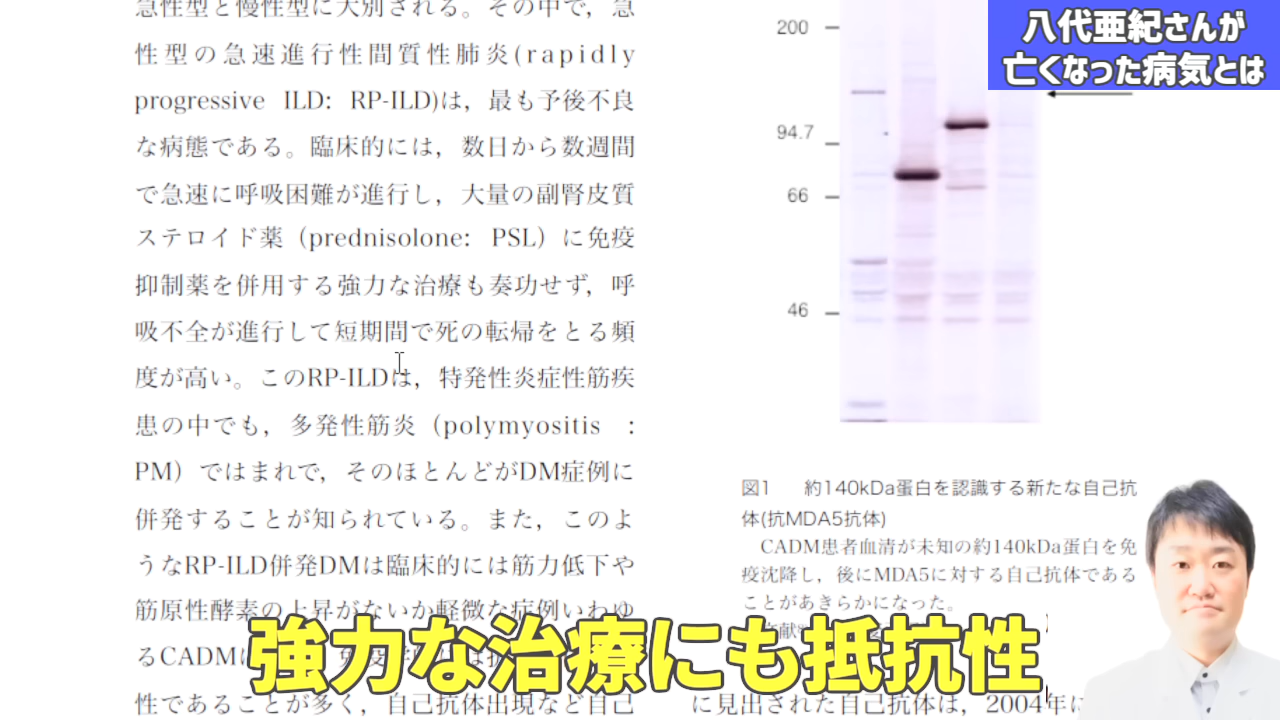 急性型と慢性型に大別される。その中で，急
性型の急速進行性間質性肺炎(rapidly
progressive ILD: RP-ILD)は，最も予後不良
な病態である。臨床的には，数日から数週間
で急速に呼吸困難が進行し，大量の副腎皮質
ステロイド薬（prednisolone: PSL）に免疫
抑制薬を併用する強力な治療も奏功せず，呼
吸不全が進行して短期間で死の転帰をとる頻
度が高い。このRP-ILDは，特発性炎症性筋疾
患の中でも，多発性筋炎（polymyositis :
PM）ではまれで，そのほとんどがDM症例に
併発することが知られている。また，このよ
うなRP-ILD併発DMは臨床的には筋力低下や
筋原性酵素の上昇がないか軽微な症例いわゆ
るCADM
性であることが多く，自己抗体出現など自己
200
94.7
66
46
八代亜紀さんが
亡くなった病気とは
図1 約140kDa蛋白を認識する新たな自己抗
体(抗MDA5抗体)
CADM患者血清が未知の約140kDa蛋白を免
疫沈降し，後にMDA5に対する自己抗体である
ことがあきらかになった。
に見出された自己抗体は，2004年に
強力な治療にも抵抗性